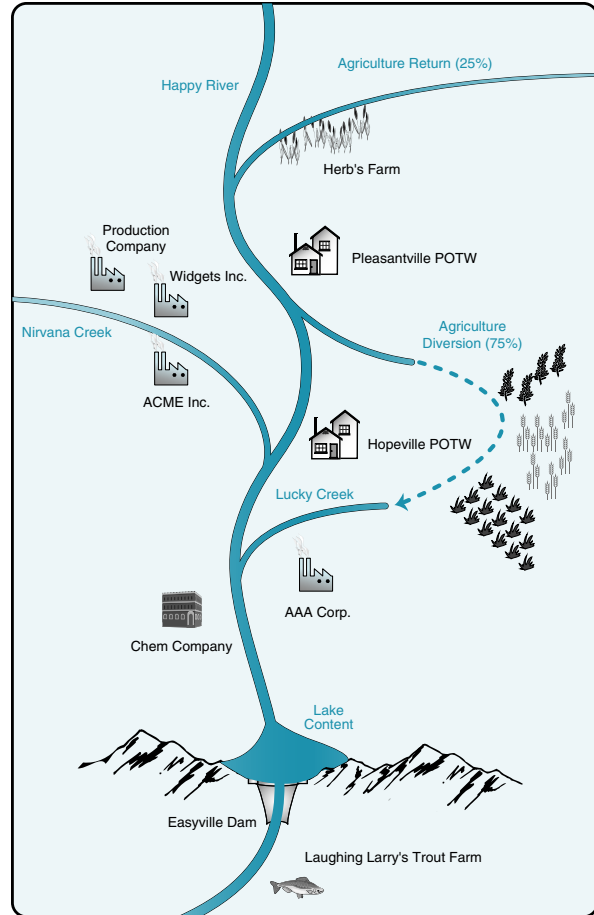 Agriculture Return (25%)
Happy River
Herb's Farm
Production
Company
Pleasantville POTW
Widgets Inc.
Nirvana Creek
Agriculture
Diversion (75%)
ACME Inc.
Hopeville POTW
Lucky Creek
AAA Corp.
Chem Company
Lake
Content
Easyville Dam
Laughing Larry's Trout Farm